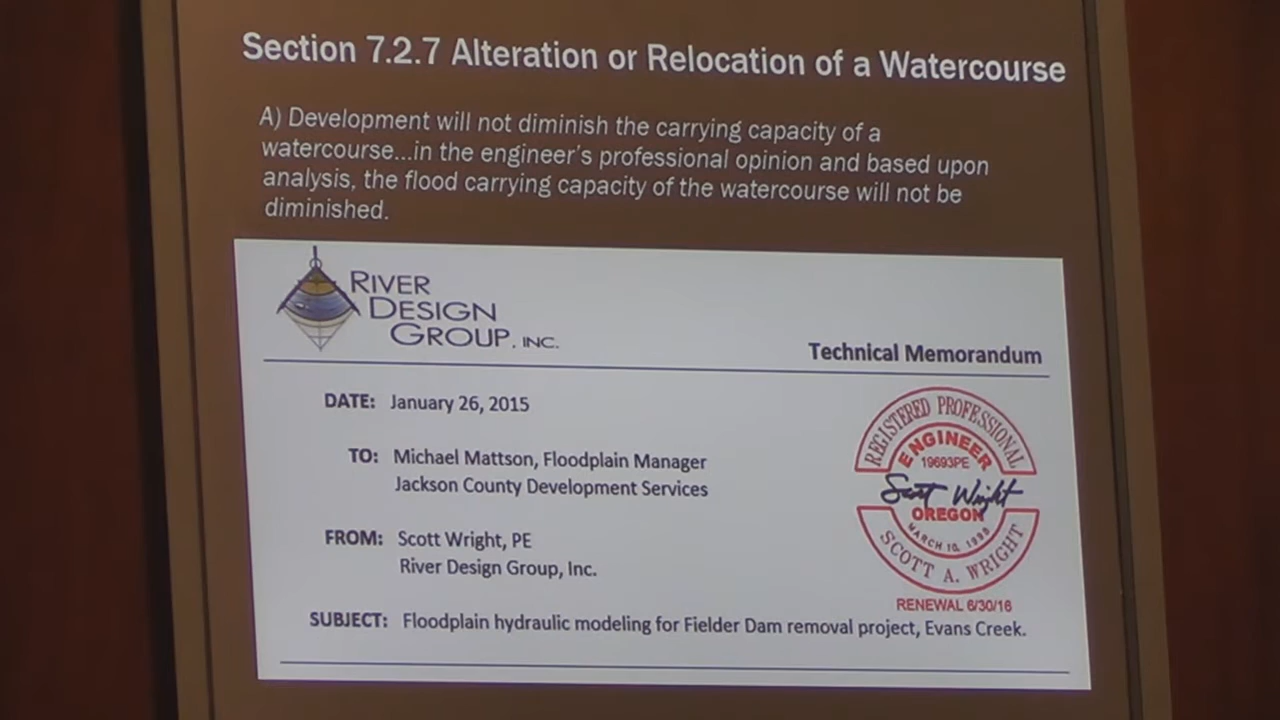 Section 7.2.7 Alteration or Relocation of a Watercourse
A) Development will not diminish the carrying capacity of a
watercourse...in the engineer's professional opinion and based upon
analysis, the flood carrying capacity of the watercourse will not be
diminished.
RIVER
DESIGN
GROUP, INC.
Technical Memorandum
DATE: January 26, 2015
TO: Michael Mattson, Floodplain Manager
Jackson County Development Services
FROM: Scott Wright, PE
River Design Group, Inc.
SUBJECT: Floodplain hydraulic modeling for Fielder Dam removal project, Evans Creek.
REGISTERED PROFESSIONAL
ENGINEER
19693PE
Scott Wright
OREGON
MARCH 10, 1998
SCOTT A. WRIGHT
RENEWAL 6/30/16